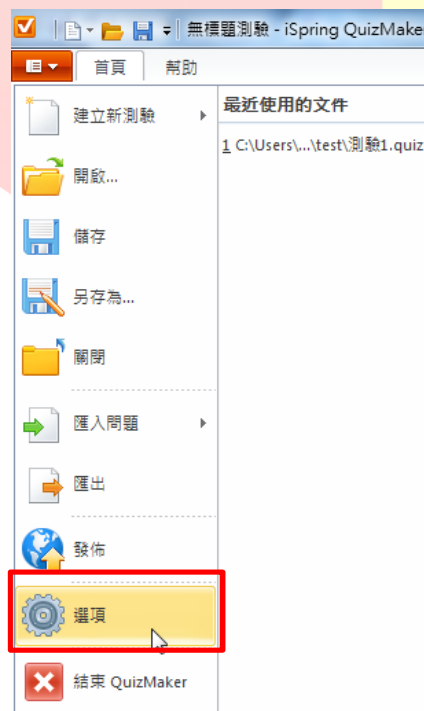 無標題測驗 - iSpring QuizMaker
首頁
幫助
建立新測驗
開啟...
儲存
另存為...
關閉
匯入問題
匯出
發佈
選項
結束 QuizMaker
最近使用的文件
1 C:\Users\...\test\測驗1.quiz